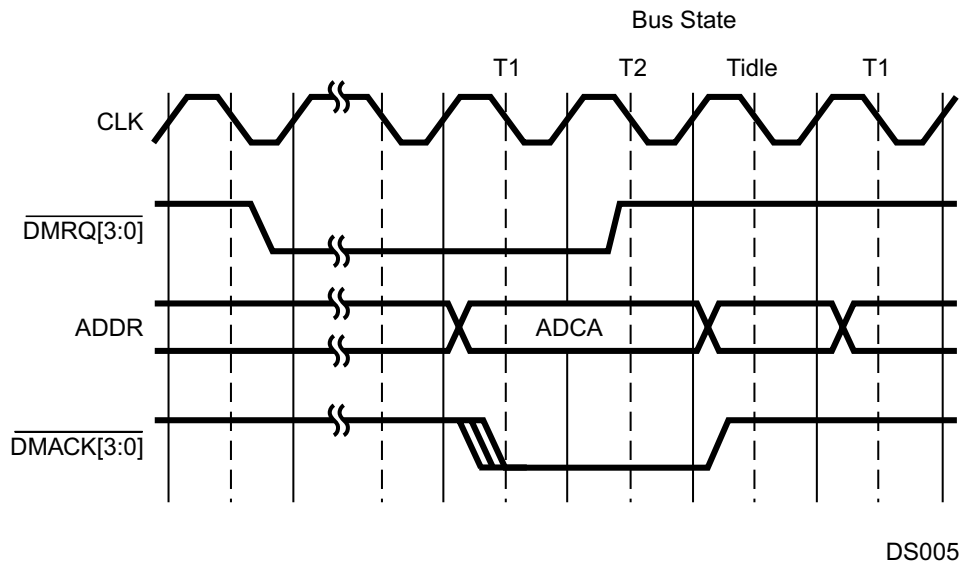 Bus State
T1 T2 Tidle T1
CLK
DMRQ[3:0]
ADDR
ADCA
DMACK[3:0]
DS005